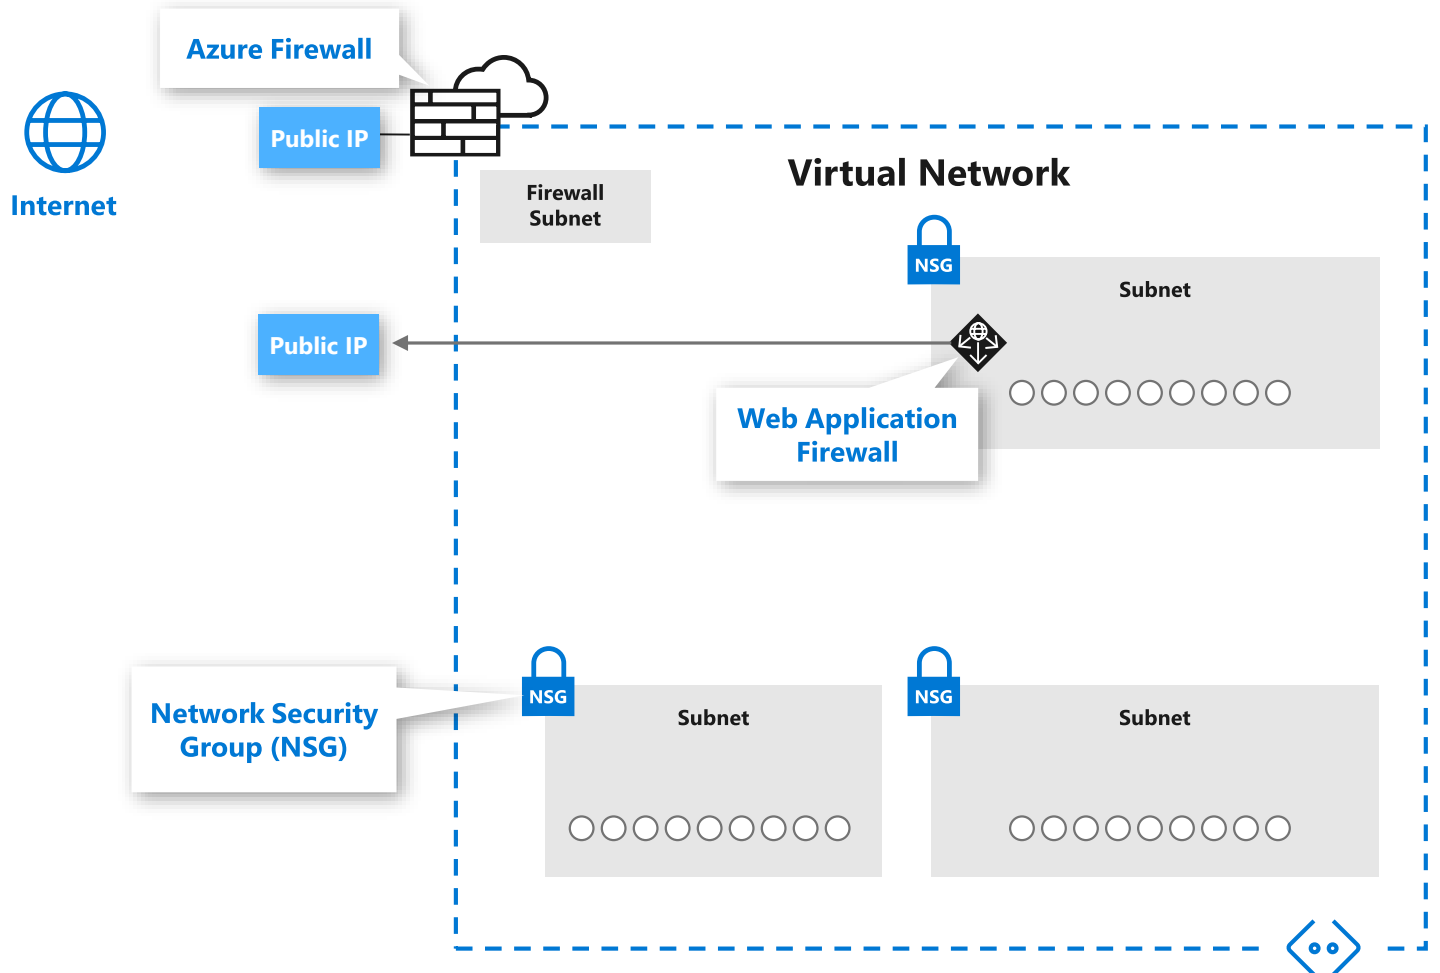 Azure Firewall
Public IP
Internet
Virtual Network
Firewall
Subnet
NSG
Subnet
Public IP
Web Application
Firewall
NSG
Network Security
Group (NSG)
Subnet
NSG
Subnet